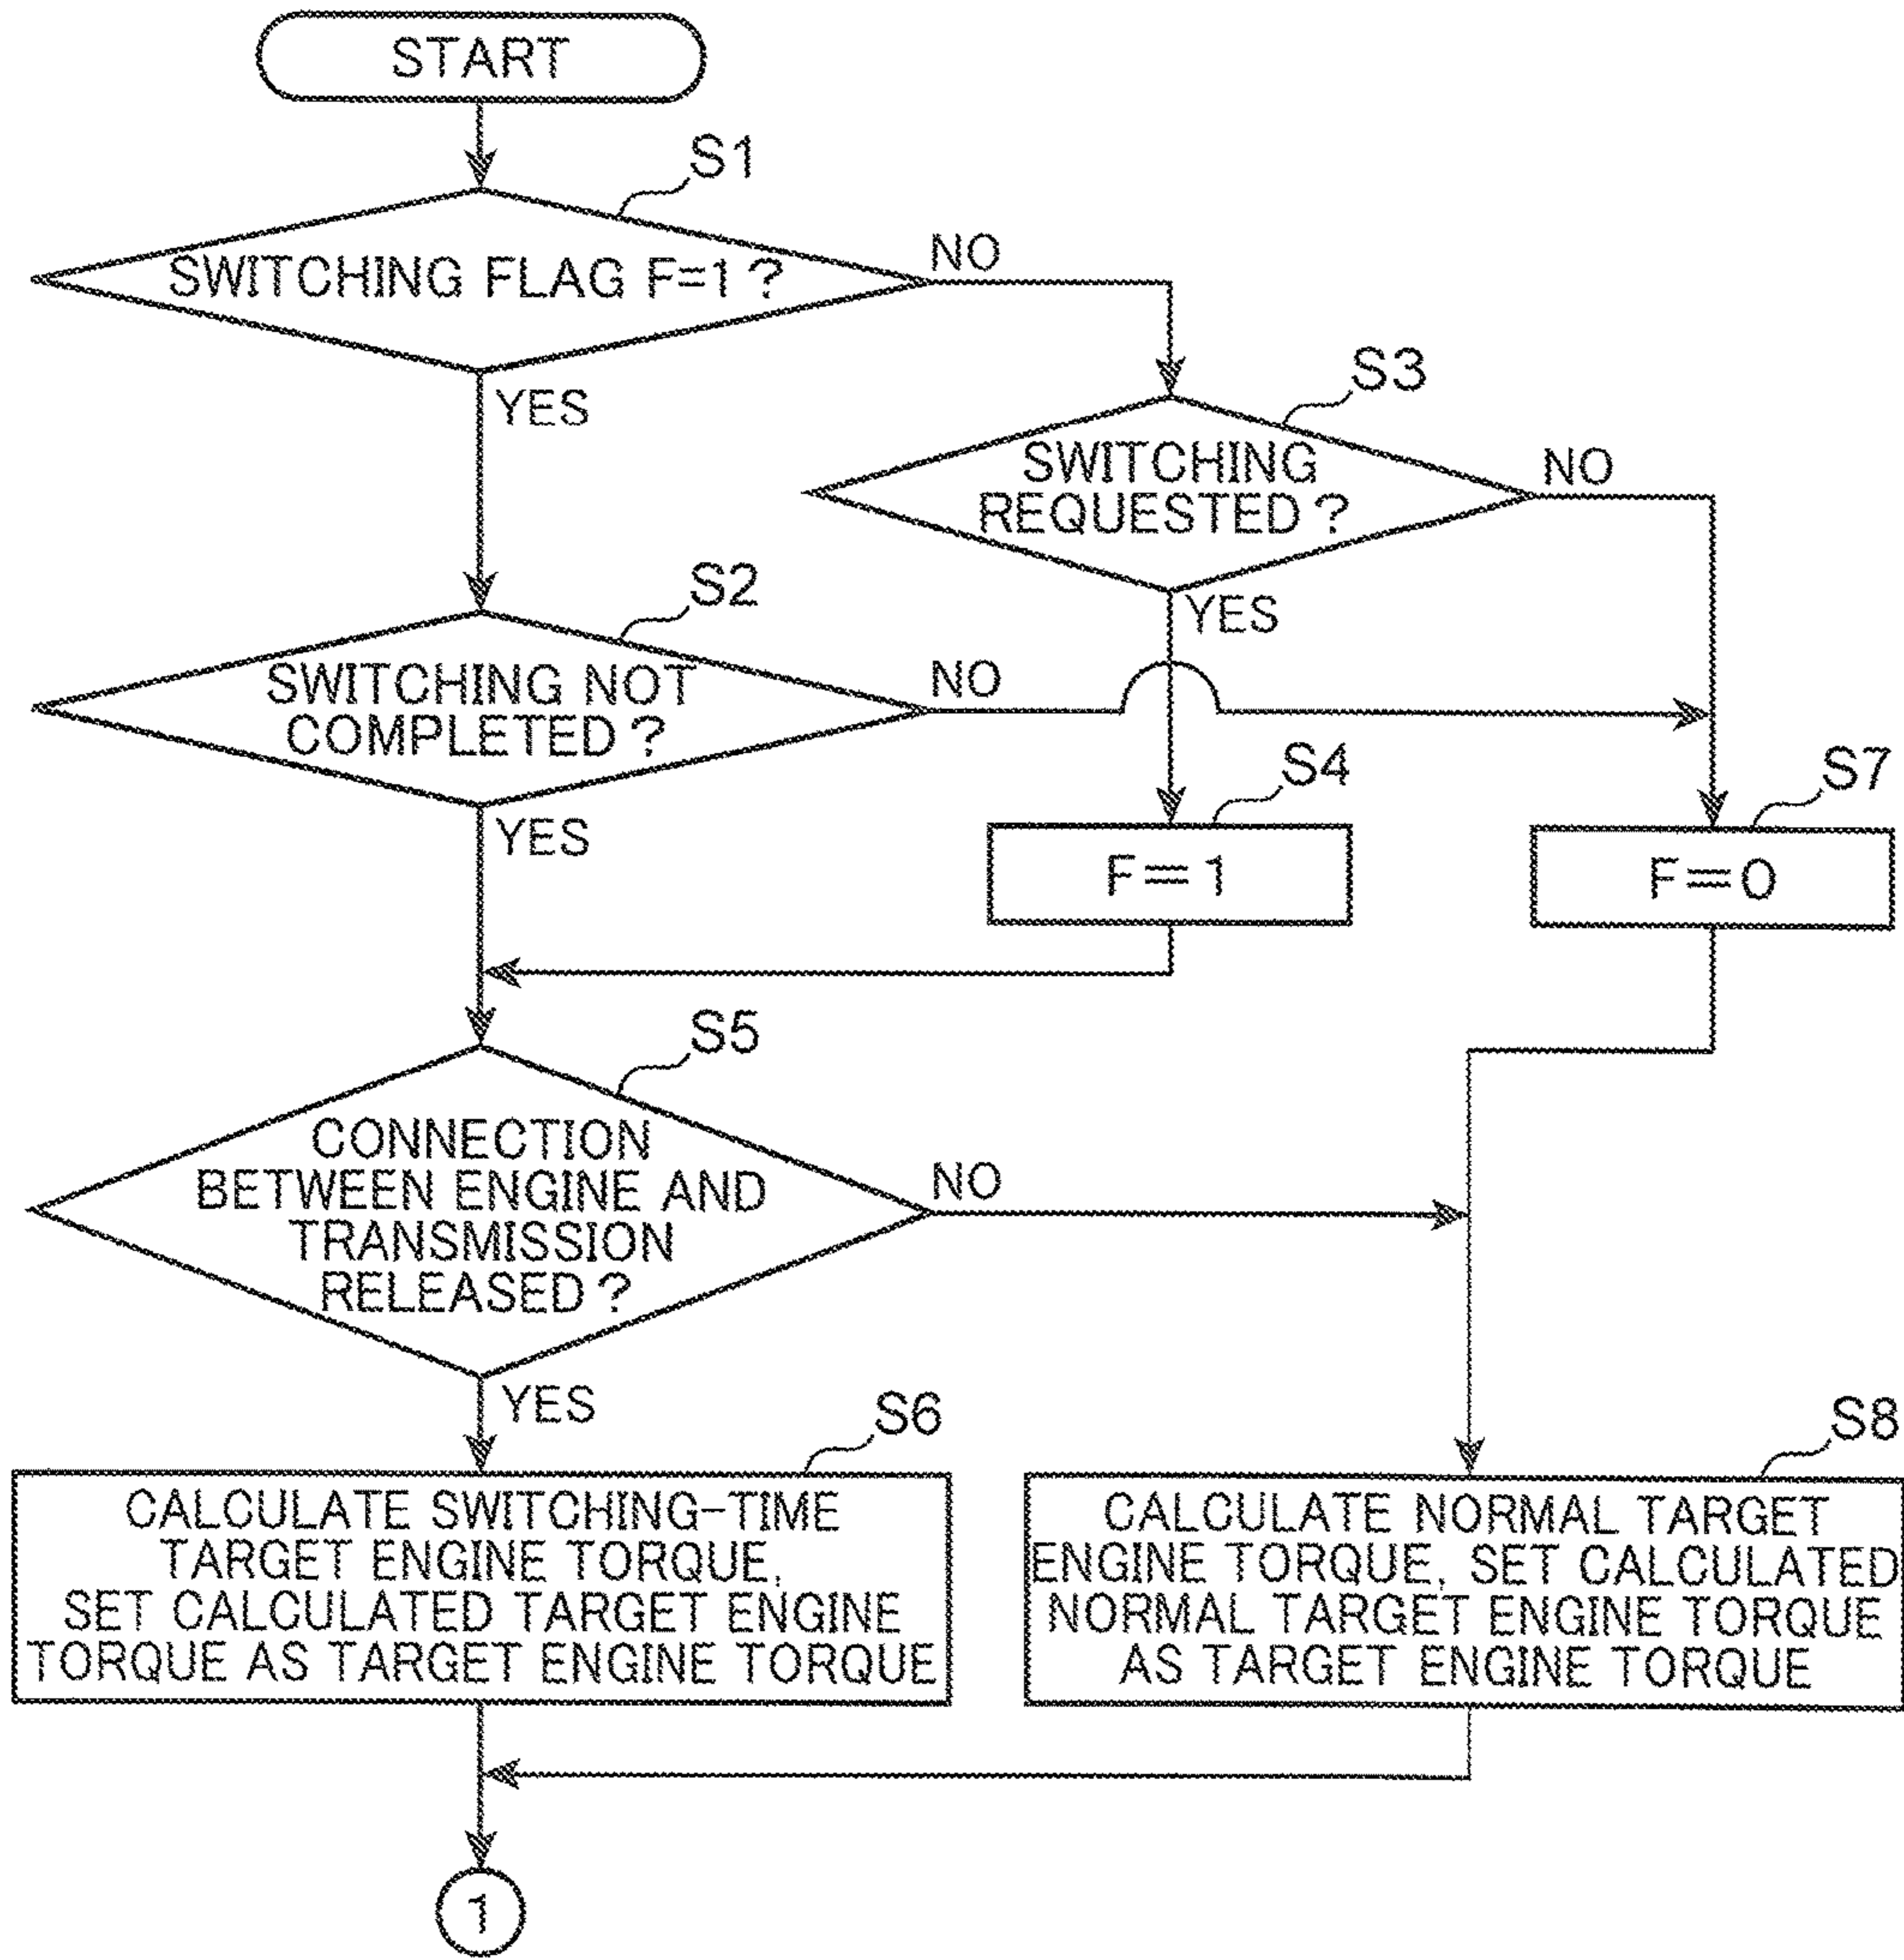 START
S1
SWITCHING FLAG F=1?
NO
YES
S3
SWITCHING
REQUESTED?
NO
YES
S2
SWITCHING NOT
COMPLETED?
NO
YES
S4
F=1
S7
F=0
S5
CONNECTION
BETWEEN ENGINE AND
TRANSMISSION
RELEASED?
NO
YES
S6
CALCULATE SWITCHING-TIME
TARGET ENGINE TORQUE,
SET CALCULATED TARGET ENGINE
TORQUE AS TARGET ENGINE TORQUE
S8
CALCULATE NORMAL TARGET
ENGINE TORQUE, SET CALCULATED
NORMAL TARGET ENGINE TORQUE
AS TARGET ENGINE TORQUE
1